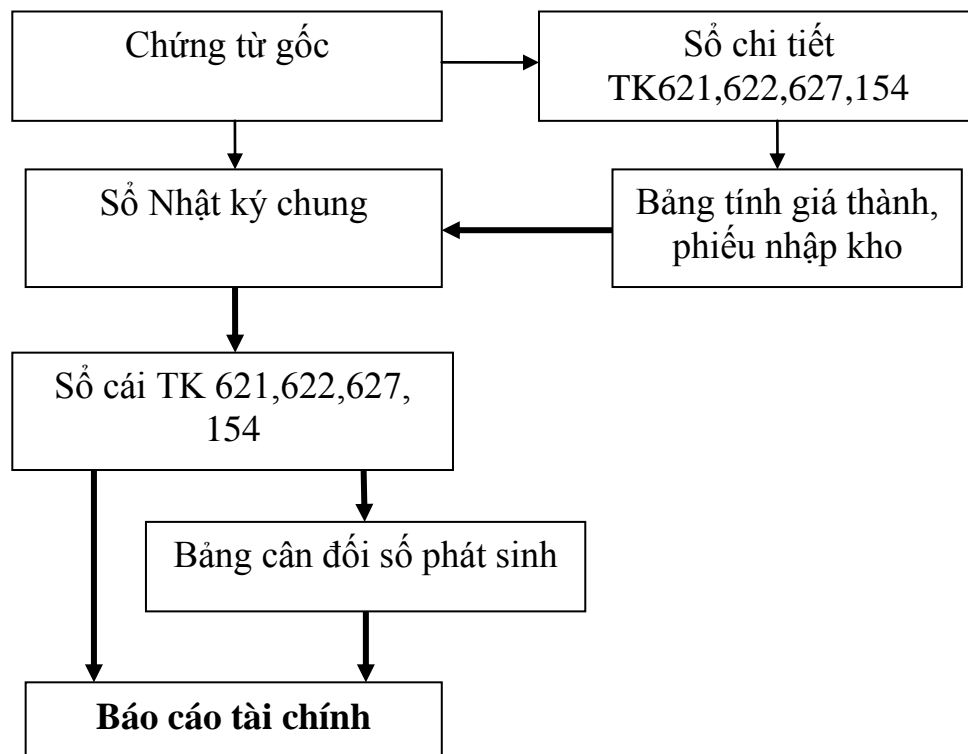 Chứng từ gốc
Sổ chi tiết
TK621,622,627,154
Sổ Nhật ký chung
Bảng tính giá thành,
phiếu nhập kho
Sổ cái TK 621,622,627,
154
Bảng cân đối số phát sinh
Báo cáo tài chính